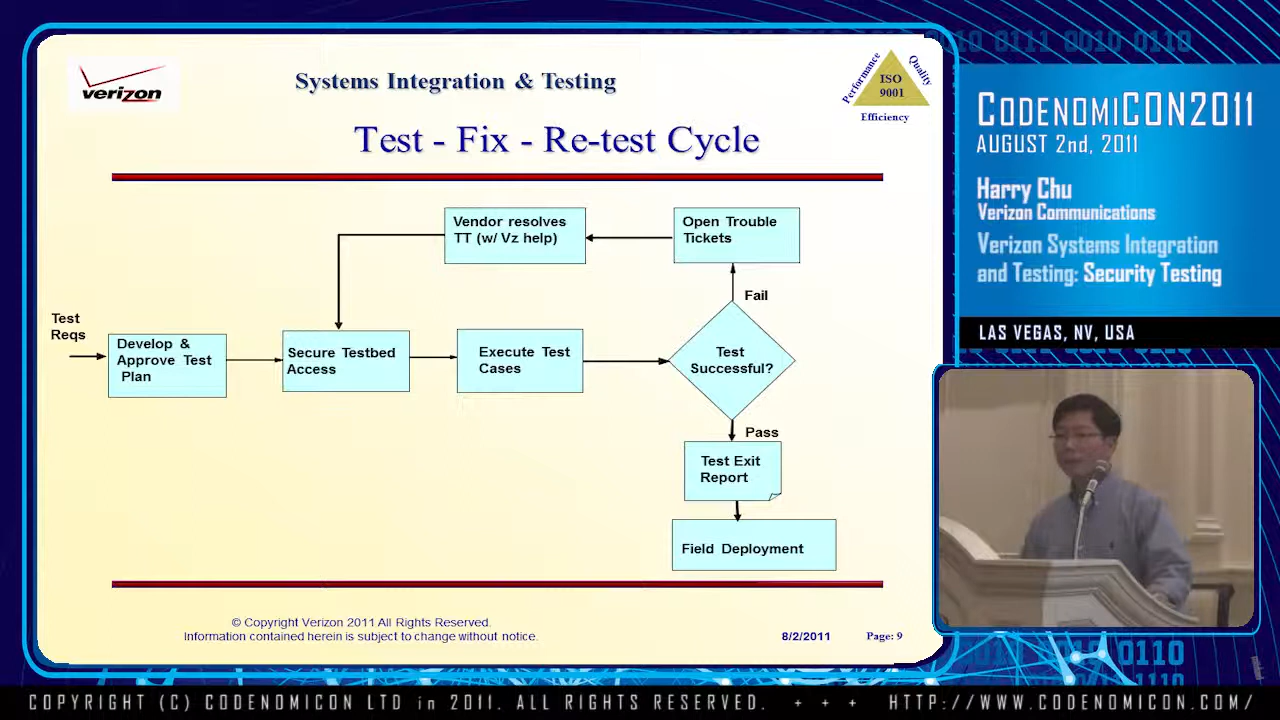 verizon
Systems Integration & Testing
Performance
Quality
ISO
9001
Efficiency
Test - Fix - Re-test Cycle
Vendor resolves
TT (w/ Vz help)
Open Trouble
Tickets
Fail
Test
Reqs
Develop &
Approve Test
Plan
Secure Testbed
Access
Execute Test
Cases
Test
Successful?
Pass
Test Exit
Report
Field Deployment
© Copyright Verizon 2011 All Rights Reserved.
Information contained herein is subject to change without notice.
8/2/2011
Page: 9
0111 0010 0110
CODENOMICON2011
AUGUST 2nd, 2011
Harry Chu
Verizon Communications
Verizon Systems Integration
and Testing: Security Testing
LAS VEGAS, NV, USA
0110
COPYRIGHT (C) CODENOMICON LTD in 2011. ALL RIGHTS RESERVED. + + + HTTP://WWW.CODENOMICON.COM/